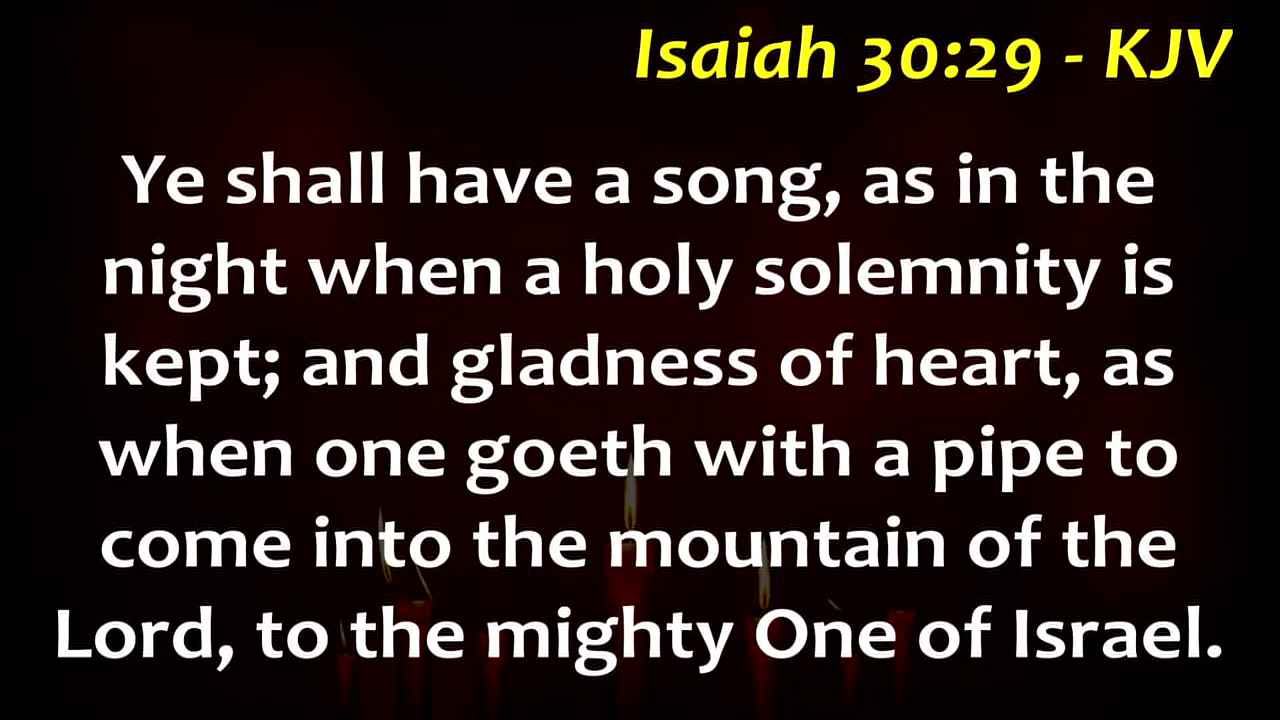 Isaiah 30:29 - KJV
Ye shall have a song, as in the
night when a holy solemnity is
kept; and gladness of heart, as
when one goeth with a pipe to
come into the mountain of the
Lord, to the mighty One of Israel.